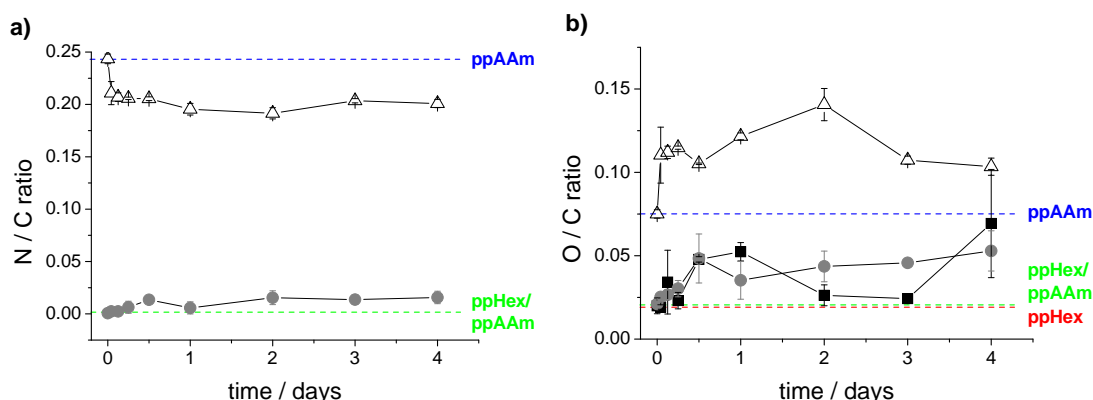 a)
N / C ratio
0.25
0.20
0.15
0.10
0.05
0.00
0
1
2
3
4
time / days
ppAAm
ppHex/
ppAAm
b)
O / C ratio
0.15
0.10
0.05
0.00
0
1
2
3
4
time / days
ppAAm
ppHex/
ppAAm
ppHex